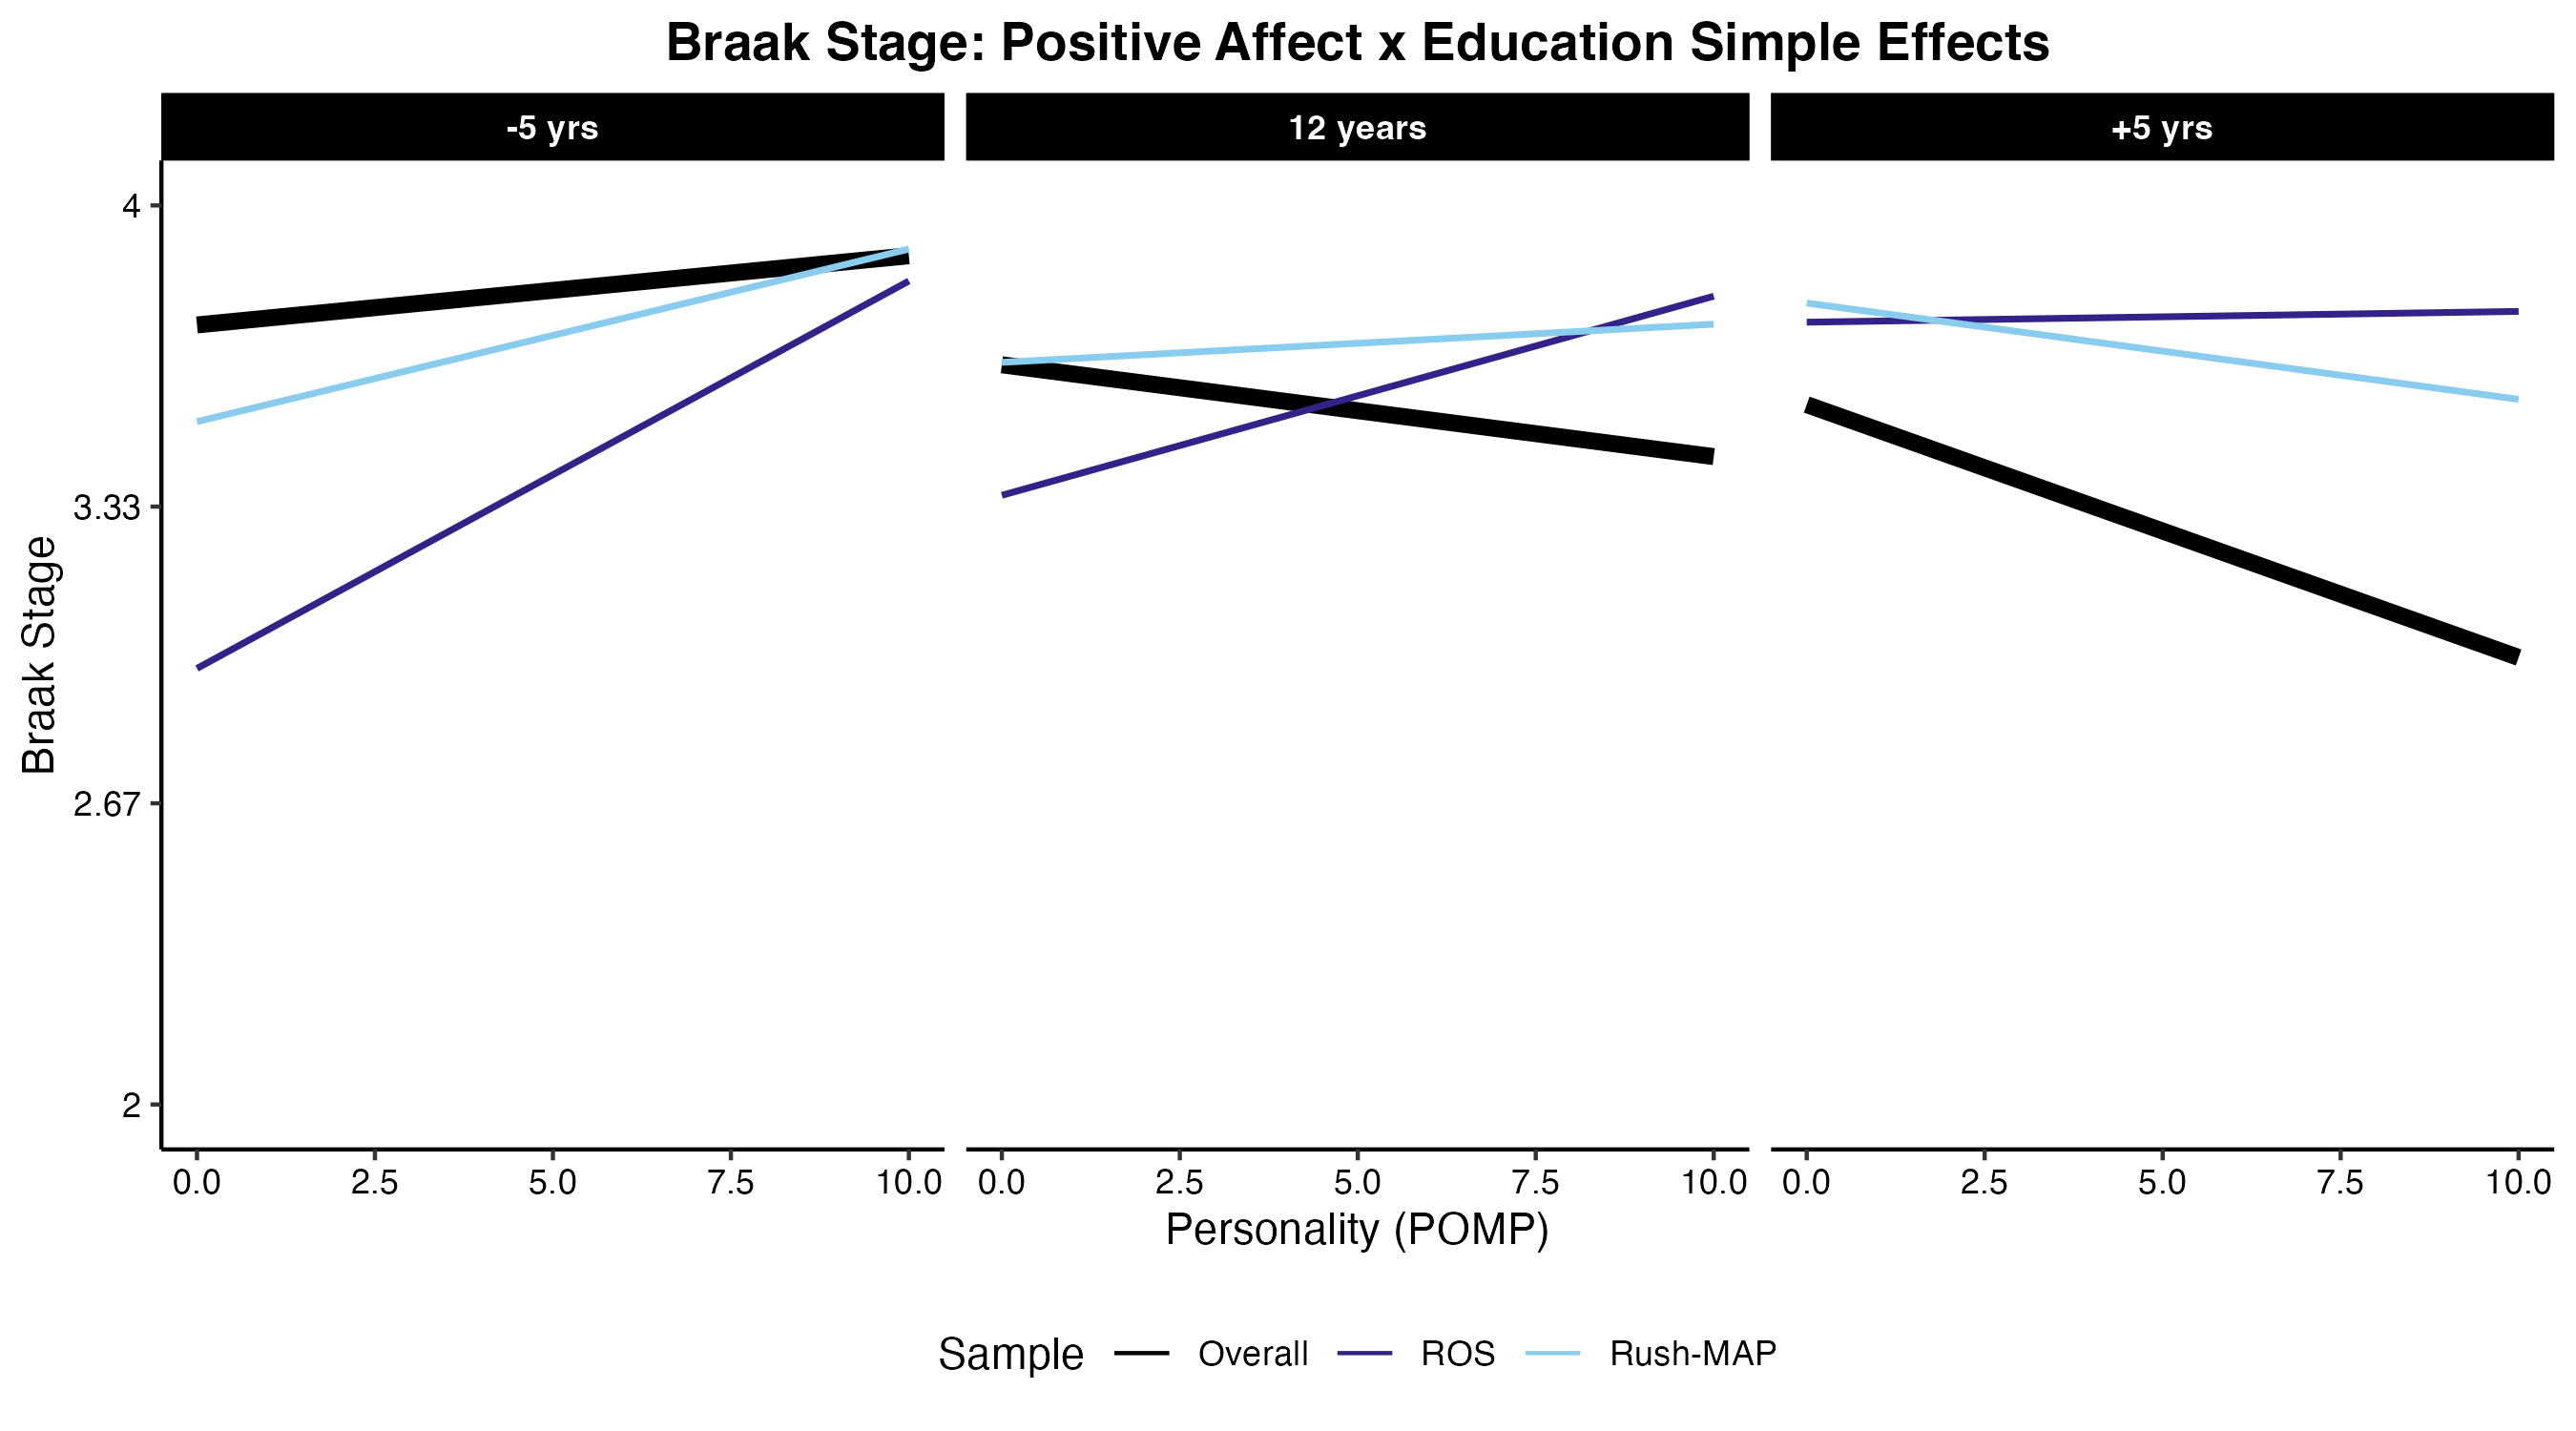 Braak Stage: Positive Affect x Education Simple Effects
-5 yrs
12 years
+5 yrs
4
3.33
2.67
2
Braak Stage
0.0 2.5 5.0 7.5 10.0
0.0 2.5 5.0 7.5 10.0
0.0 2.5 5.0 7.5 10.0
Personality (POMP)
Sample Overall ROS Rush-MAP